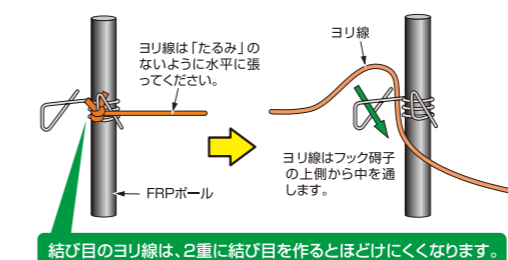 ヨリ線は「たるみ」の
ないように水平に張
ってください。
FRPポール
ヨリ線
ヨリ線はフック碍子
の上側から中を通
します。
結び目のヨリ線は、2重に結び目を作るとほどけにくくなります。